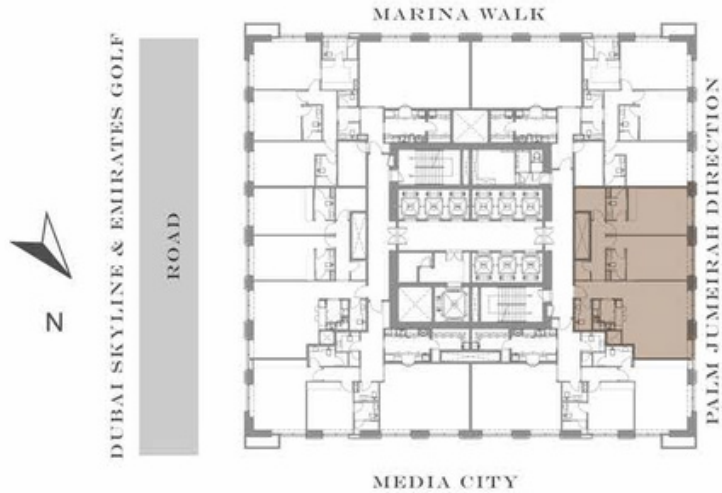 MARINA WALK
DUBAI SKYLINE & EMIRATES GOLF
ROAD
PALM JUMEIRAH DIRECTION
N
MEDIA CITY